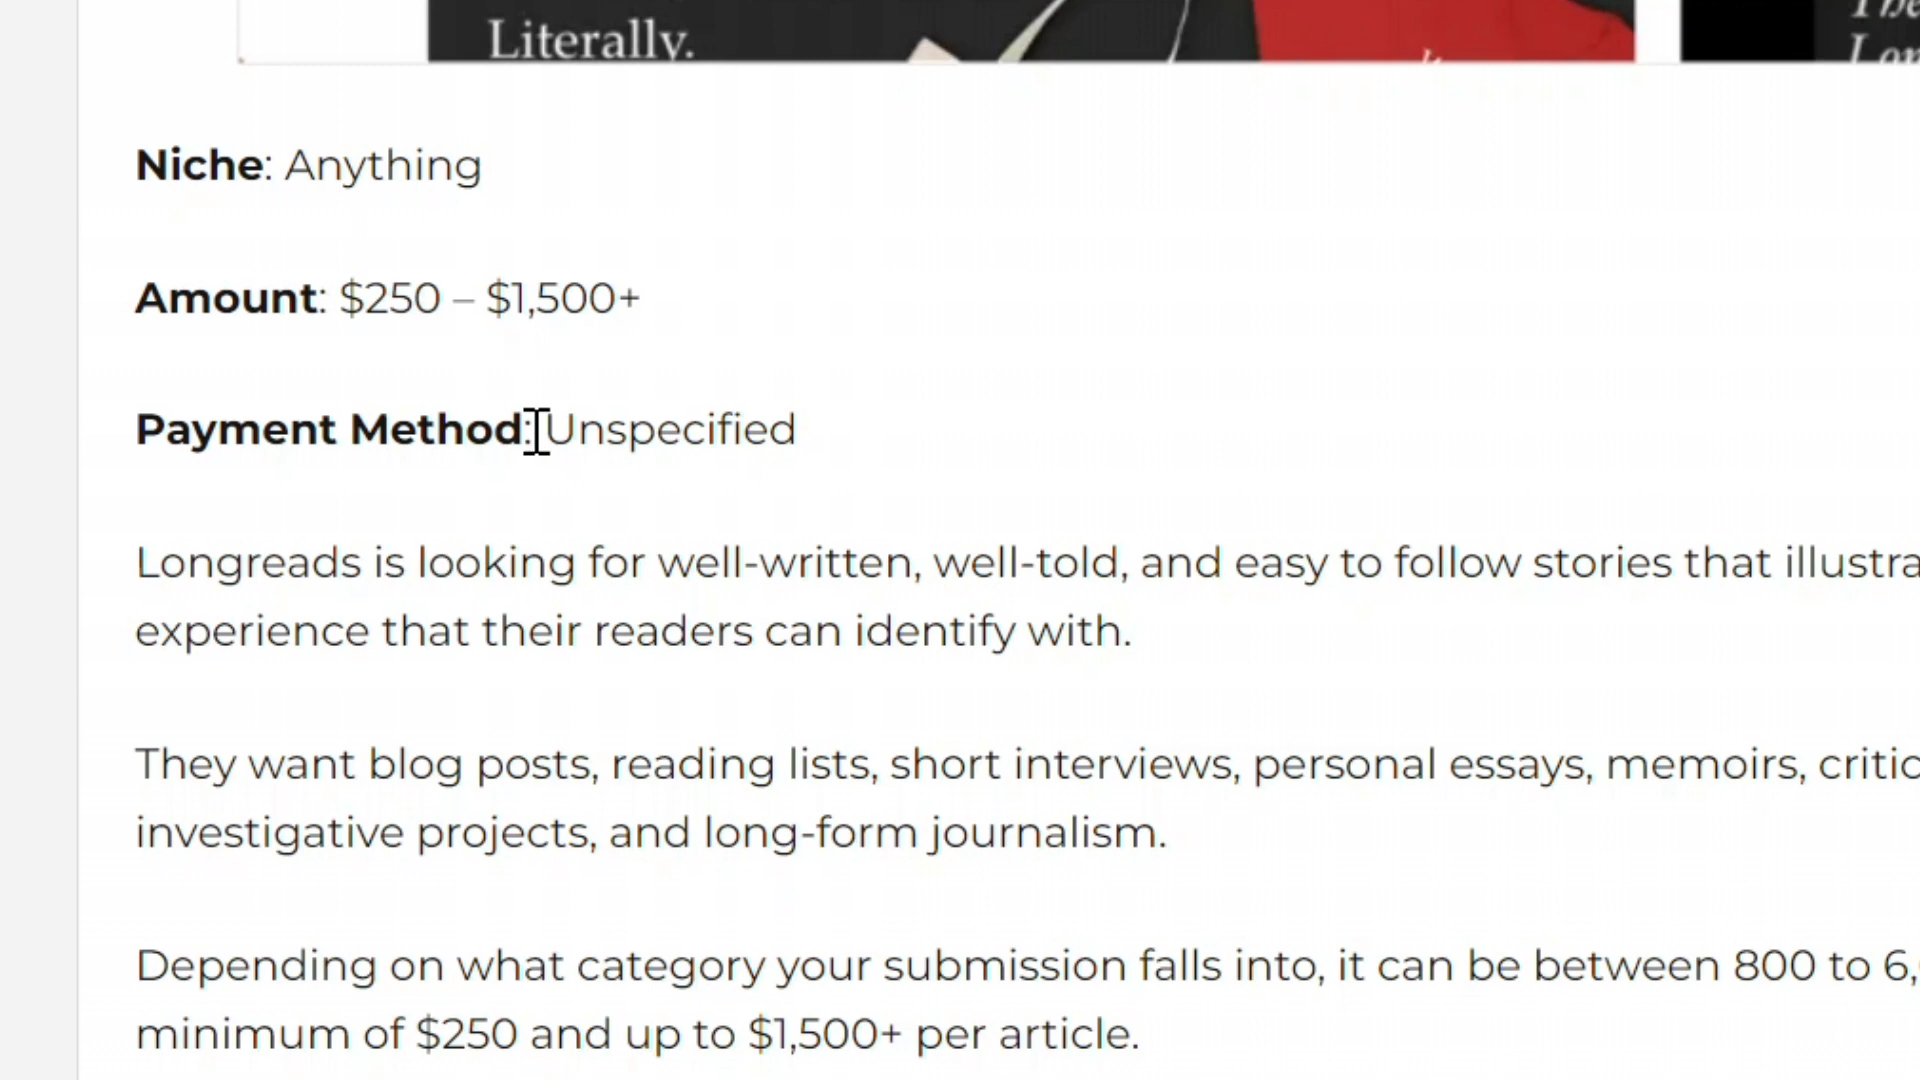 Literally.
Niche: Anything
Amount: $250 – $1,500+
Payment Method: Unspecified
Longreads is looking for well-written, well-told, and easy to follow stories that
experience that their readers can identify with.
They want blog posts, reading lists, short interviews, personal essays, memoirs,
investigative projects, and long-form journalism.
Depending on what category your submission falls into, it can be between 800 to
minimum of $250 and up to $1,500+ per article.